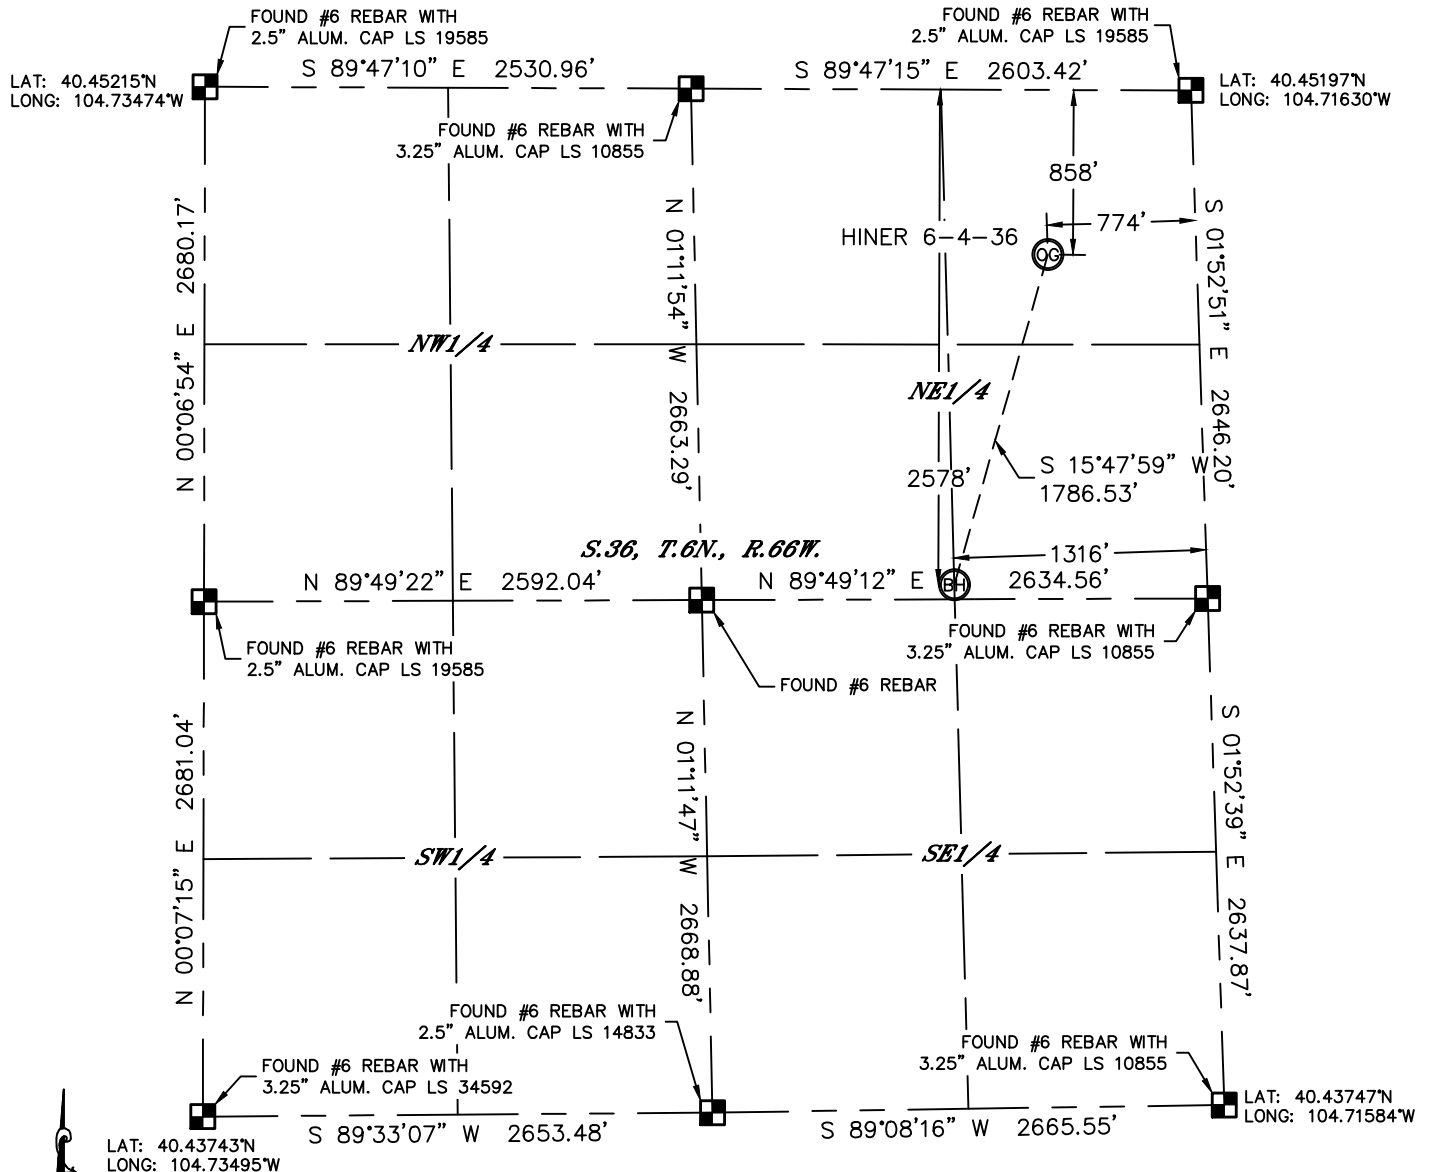 FOUND #6 REBAR WITH
2.5" ALUM. CAP LS 19585
FOUND #6 REBAR WITH
2.5" ALUM. CAP LS 19585
LAT: 40.45215°N
LONG: 104.73474°W
S 89°47'10" E 2530.96'
S 89°47'15" E 2603.42'
LAT: 40.45197°N
LONG: 104.71630°W
FOUND #6 REBAR WITH
3.25" ALUM. CAP LS 10855
858'
774'
HINER 6-4-36
OG
N 00°06'54" E 2680.17'
N 01°11'54" W 2663.29'
S 01°52'51" E 2646.20'
NW1/4
NE1/4
2578'
S 15°47'59" W
1786.53'
S.36, T.6N., R.66W.
1316'
N 89°49'22" E 2592.04'
N 89°49'12" E 2634.56'
BH
FOUND #6 REBAR WITH
2.5" ALUM. CAP LS 19585
FOUND #6 REBAR
FOUND #6 REBAR WITH
3.25" ALUM. CAP LS 10855
N 00°07'15" E 2681.04'
N 01°11'47" W 2668.88'
S 01°52'39" E 2637.87'
SW1/4
SE1/4
FOUND #6 REBAR WITH
2.5" ALUM. CAP LS 14833
FOUND #6 REBAR WITH
3.25" ALUM. CAP LS 10855
FOUND #6 REBAR WITH
3.25" ALUM. CAP LS 34592
LAT: 40.43747°N
LONG: 104.71584°W
S 89°33'07" W 2653.48'
S 89°08'16" W 2665.55'
LAT: 40.43743°N
LONG: 104.73495°W